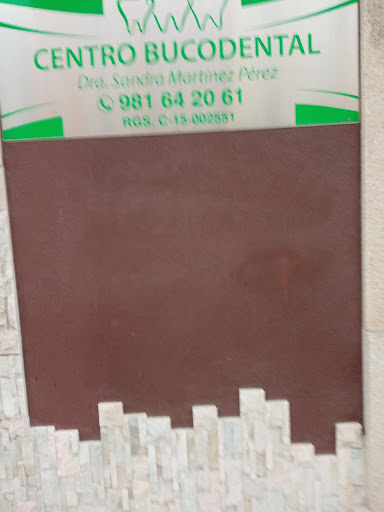 CENTRO BUCODENTAL
Dra. Sandra Martínez Pérez
981 64 20 61
RGS. C-15-002551